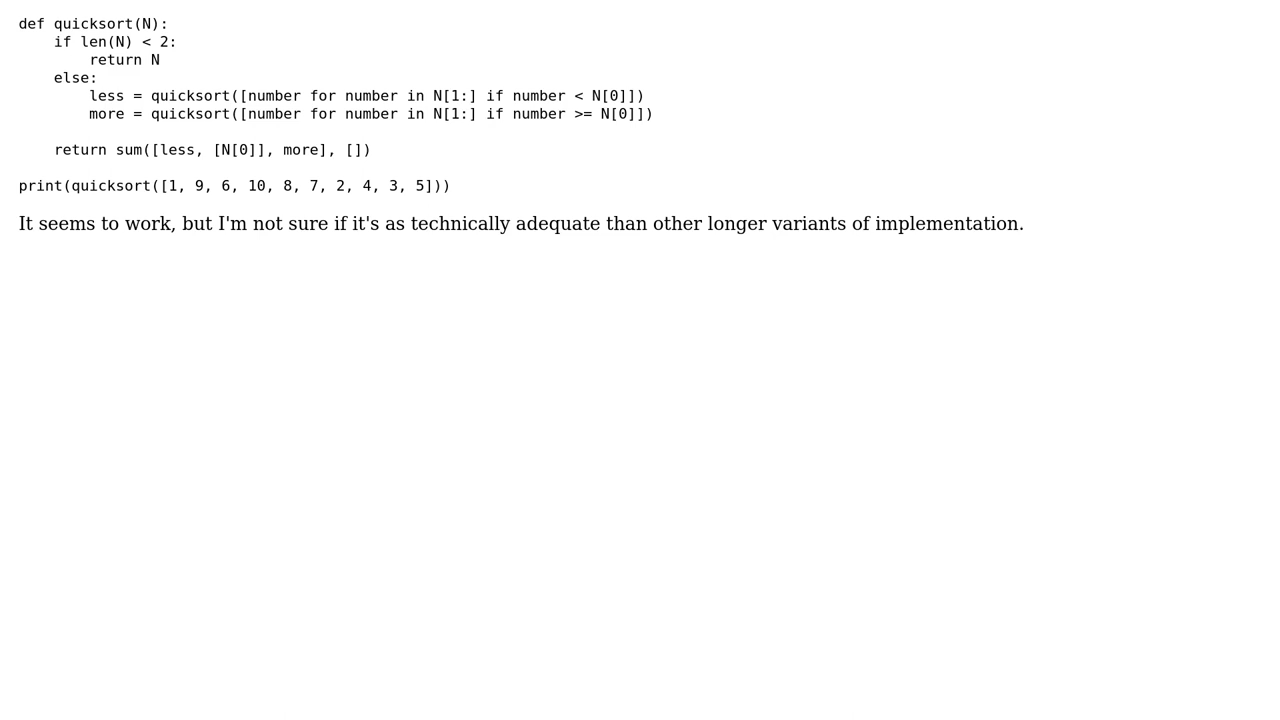 def quicksort(N):
    if len(N) < 2:
        return N
    else:
        less = quicksort([number for number in N[1:] if number < N[0]])
        more = quicksort([number for number in N[1:] if number >= N[0]])

    return sum([less, [N[0]], more], [])

print(quicksort([1, 9, 6, 10, 8, 7, 2, 4, 3, 5]))
It seems to work, but I'm not sure if it's as technically adequate than other longer variants of implementation.